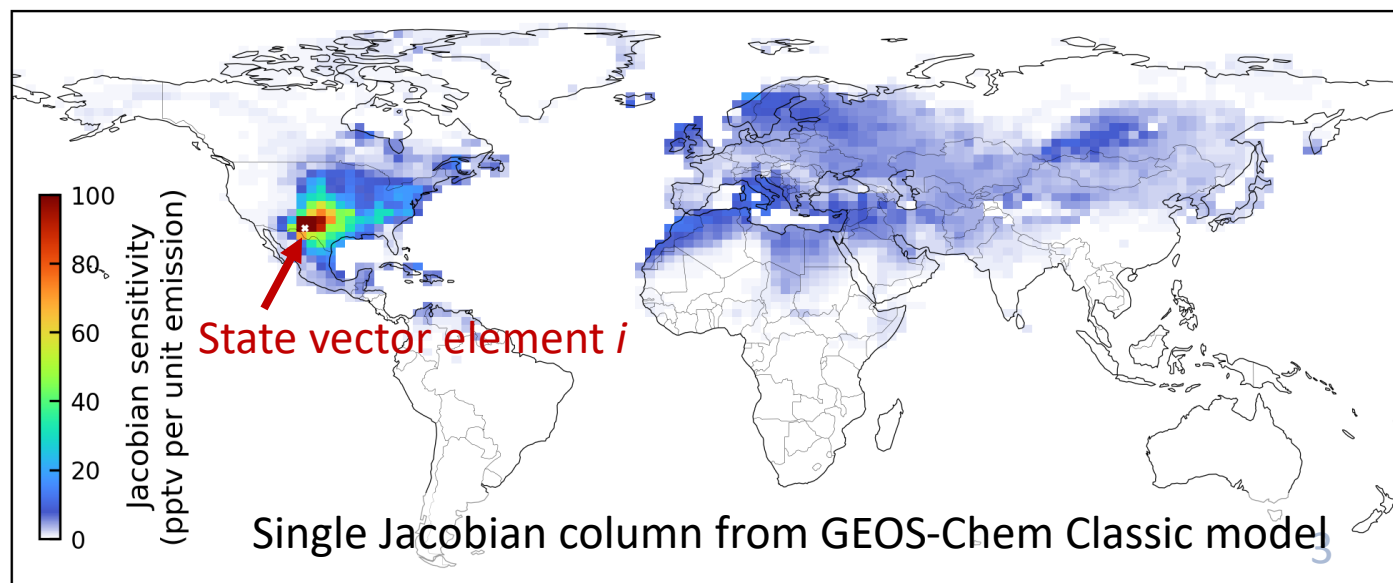 100
80
60
40
20
0
Jacobian sensitivity
(pptv per unit emission)
State vector element i
Single Jacobian column from GEOS-Chem Classic model
3